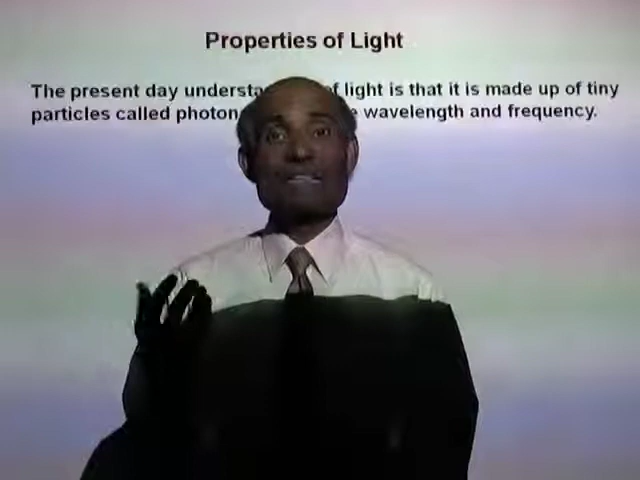 Properties of Light
The present day understa f light is that it is made up of tiny
particles called photon e wavelength and frequency.